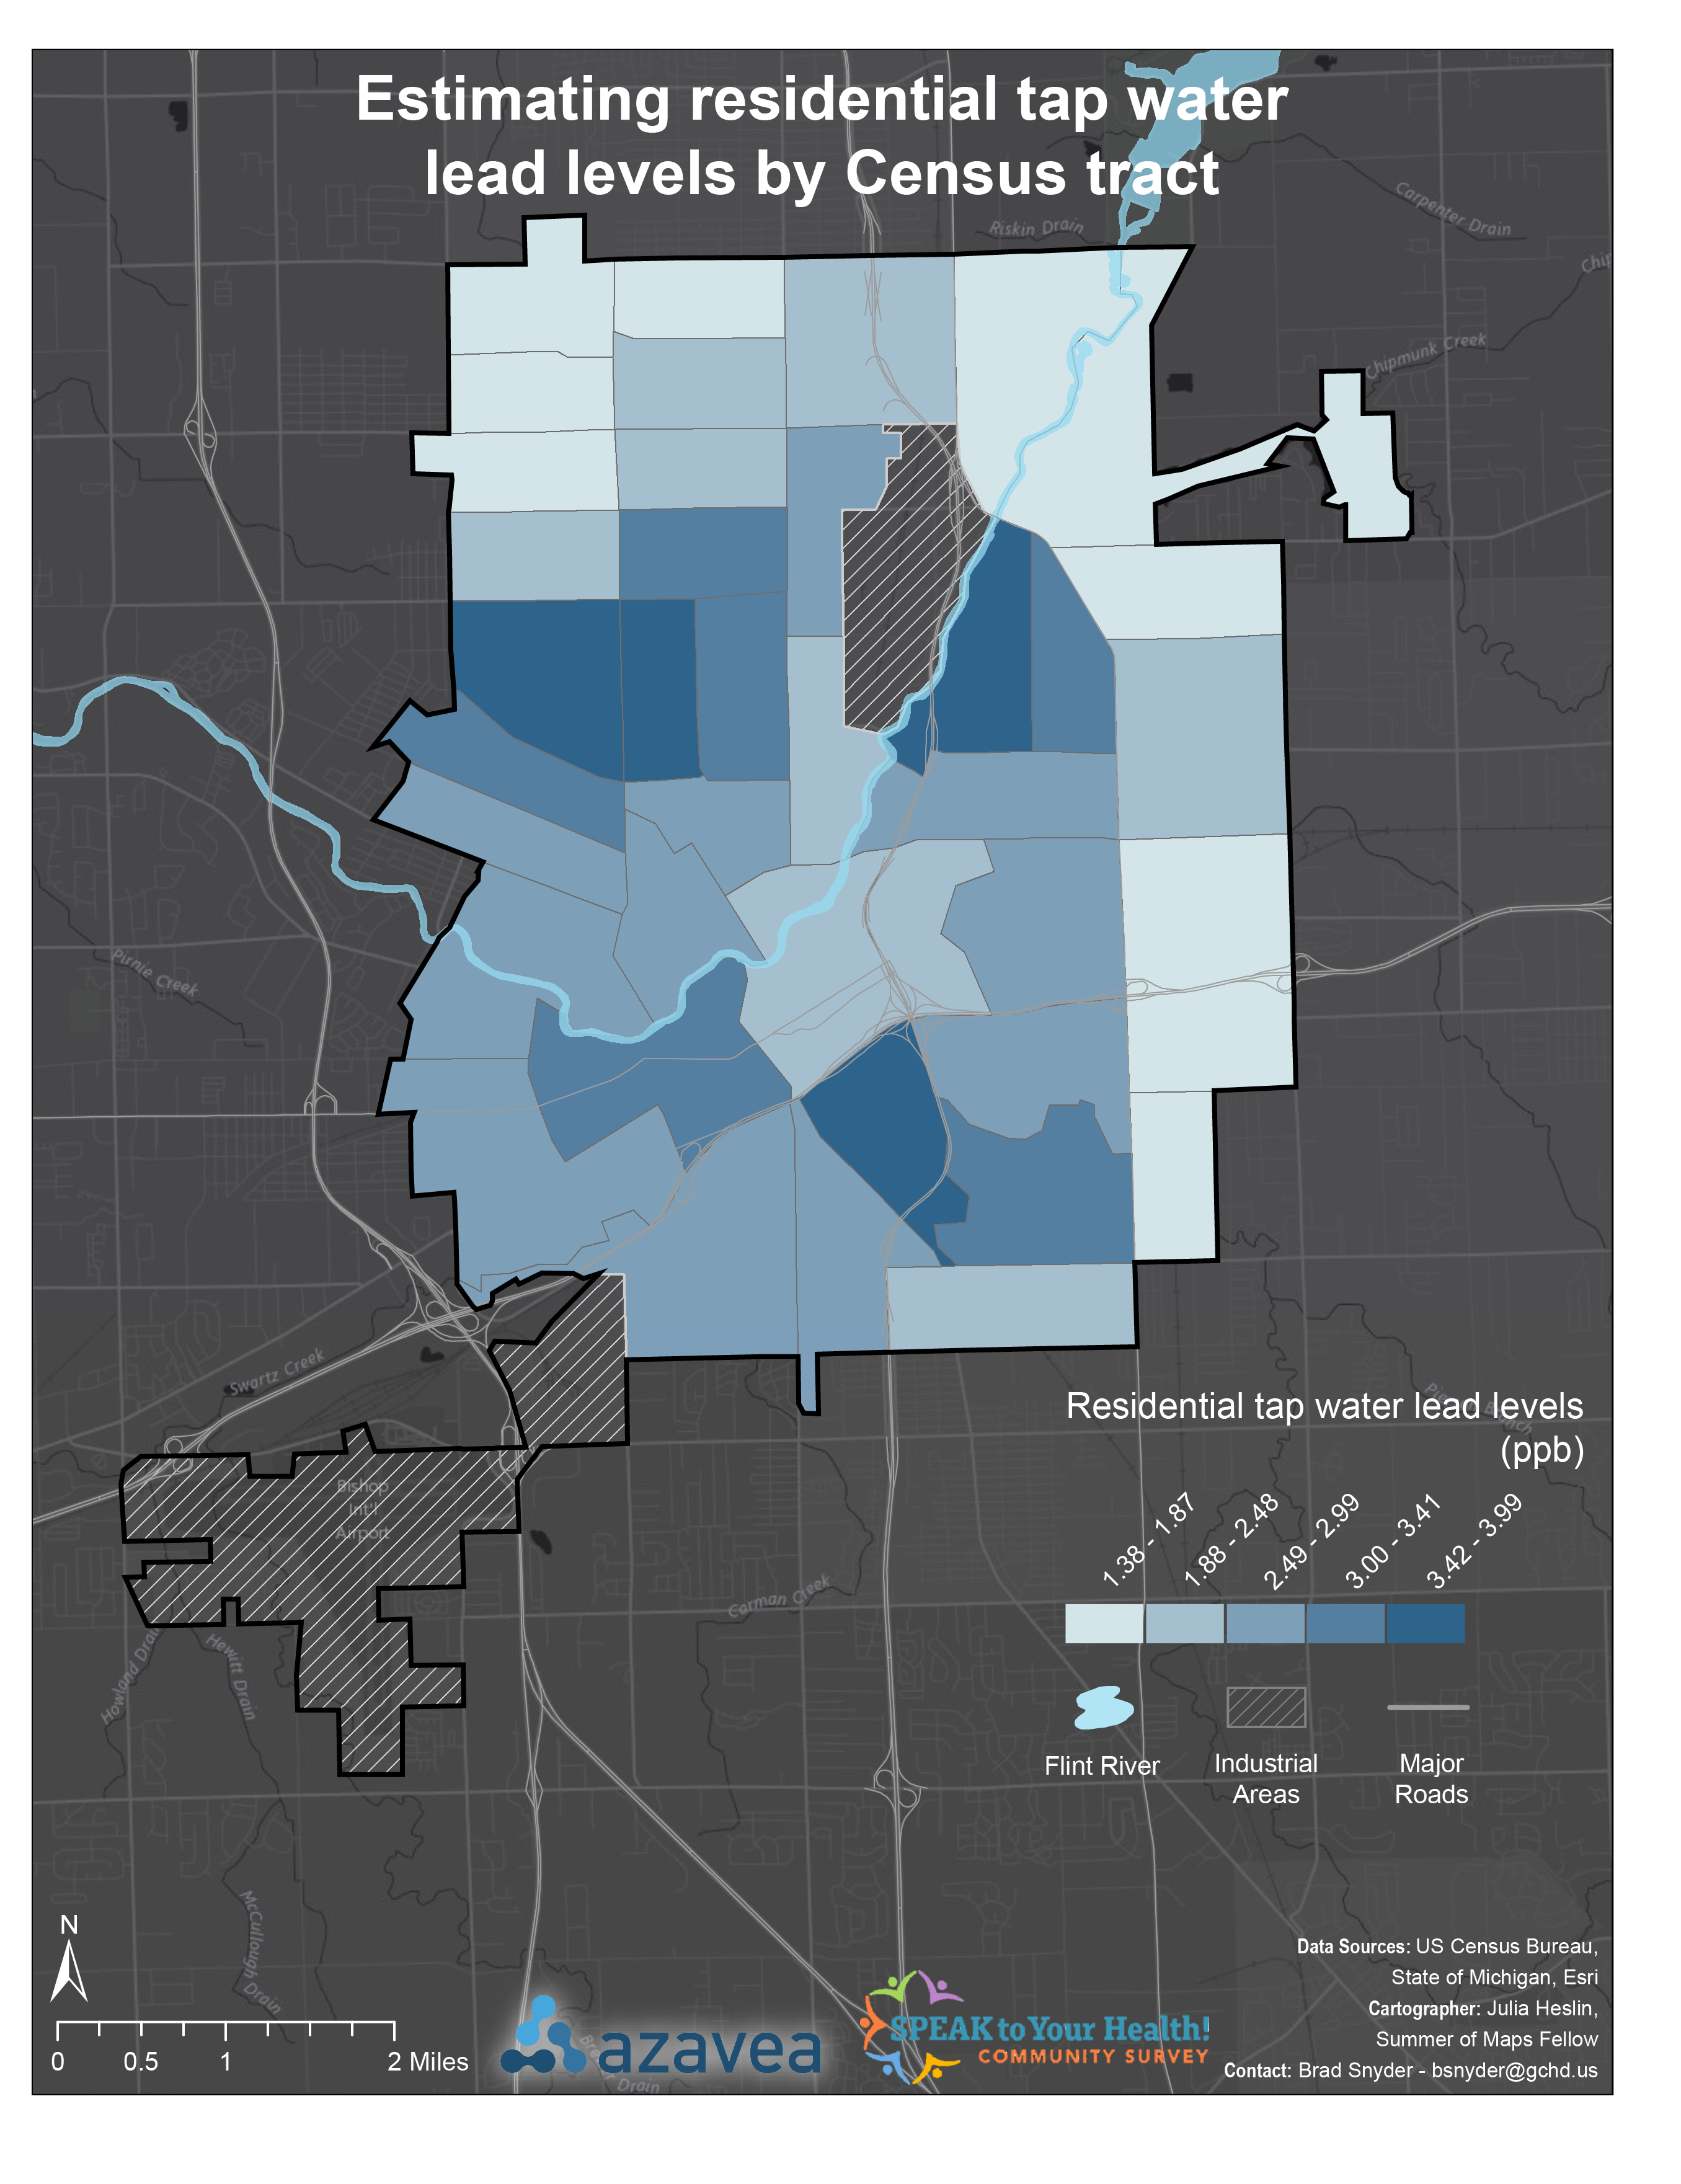 Estimating residential tap water
lead levels by Census tract
Riskin Drain
Carpenter Drain
Chip
Chipmunk Creek
Pirnie Creek
Swartz Creek
Bishop
Int'l
Airport
Howland Drain
Hewitt Drain
McCullough Drain
Carman Creek
Residential tap water lead levels
(ppb)
1.38 - 1.87
1.88 - 2.48
2.49 - 2.99
3.00 - 3.41
3.42 - 3.99
Flint River
Industrial
Areas
Major
Roads
N
0 0.5 1 2 Miles
azavea
Drain
SPEAK to Your Health!
COMMUNITY SURVEY
Data Sources: US Census Bureau,
State of Michigan, Esri
Cartographer: Julia Heslin,
Summer of Maps Fellow
Contact: Brad Snyder - bsnyder@gchd.us